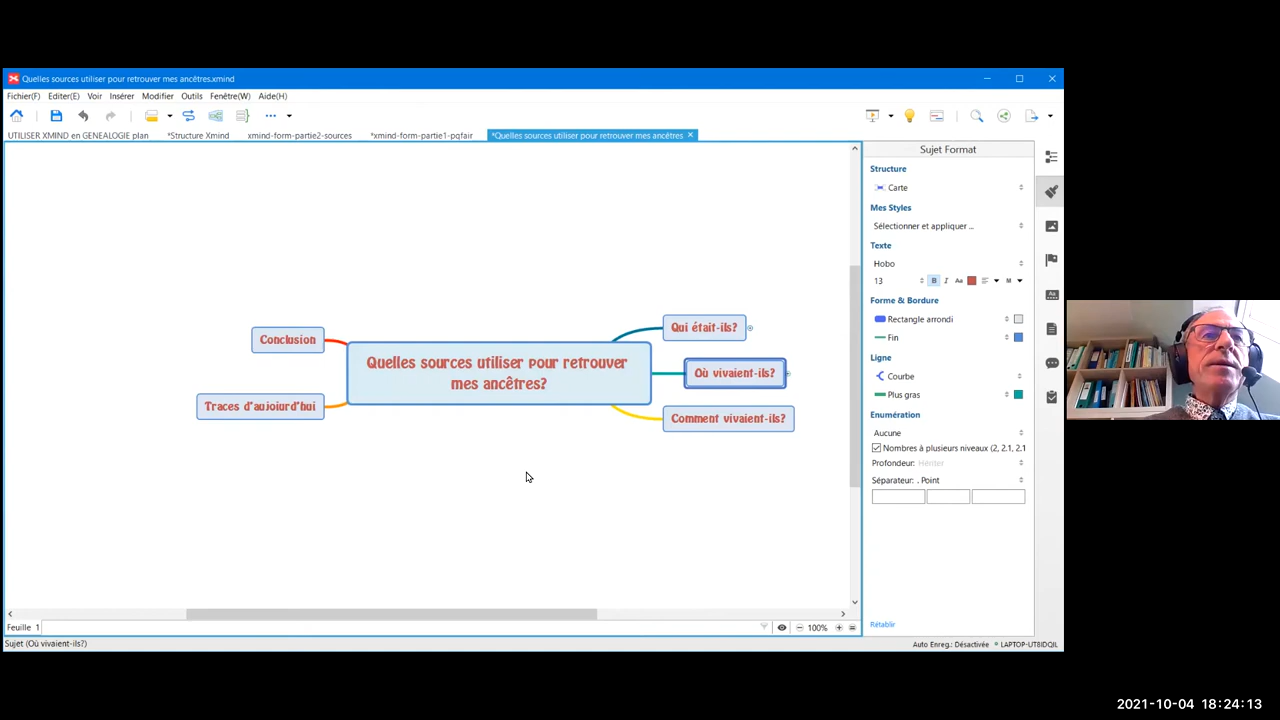 Quelles sources utiliser pour retrouver mes ancêtres.xmind
Fichier(F) Editer(E) Voir Insérer Modifier Outils Fenêtre(W) Aide(H)
UTILISER XMIND en GENEALOGIE plan *Structure Xmind xmind-form-partie2-sources *xmind-form-partie1-pqfair *Quelles sources utiliser pour retrouver mes ancêtres
Conclusion
Traces d'aujoiurd'hui
Quelles sources utiliser pour retrouver
mes ancêtres?
Qui était-ils?
Où vivaient-ils?
Comment vivaient-ils?
Sujet Format
Structure
Carte
Mes Styles
Sélectionner et appliquer ...
Texte
Hobo
13 B I Aa M
Forme & Bordure
Rectangle arrondi
Fin
Ligne
Courbe
Plus gras
Enumération
Aucune
Nombres à plusieurs niveaux (2, 2.1, 2.1
Profondeur: Hériter
Séparateur: . Point
Rétablir
Feuille 1
100%
Sujet (Où vivaient-ils?)
Auto Enreg.: Désactivée LAPTOP-UT8IDQIL
2021-10-04 18:24:13